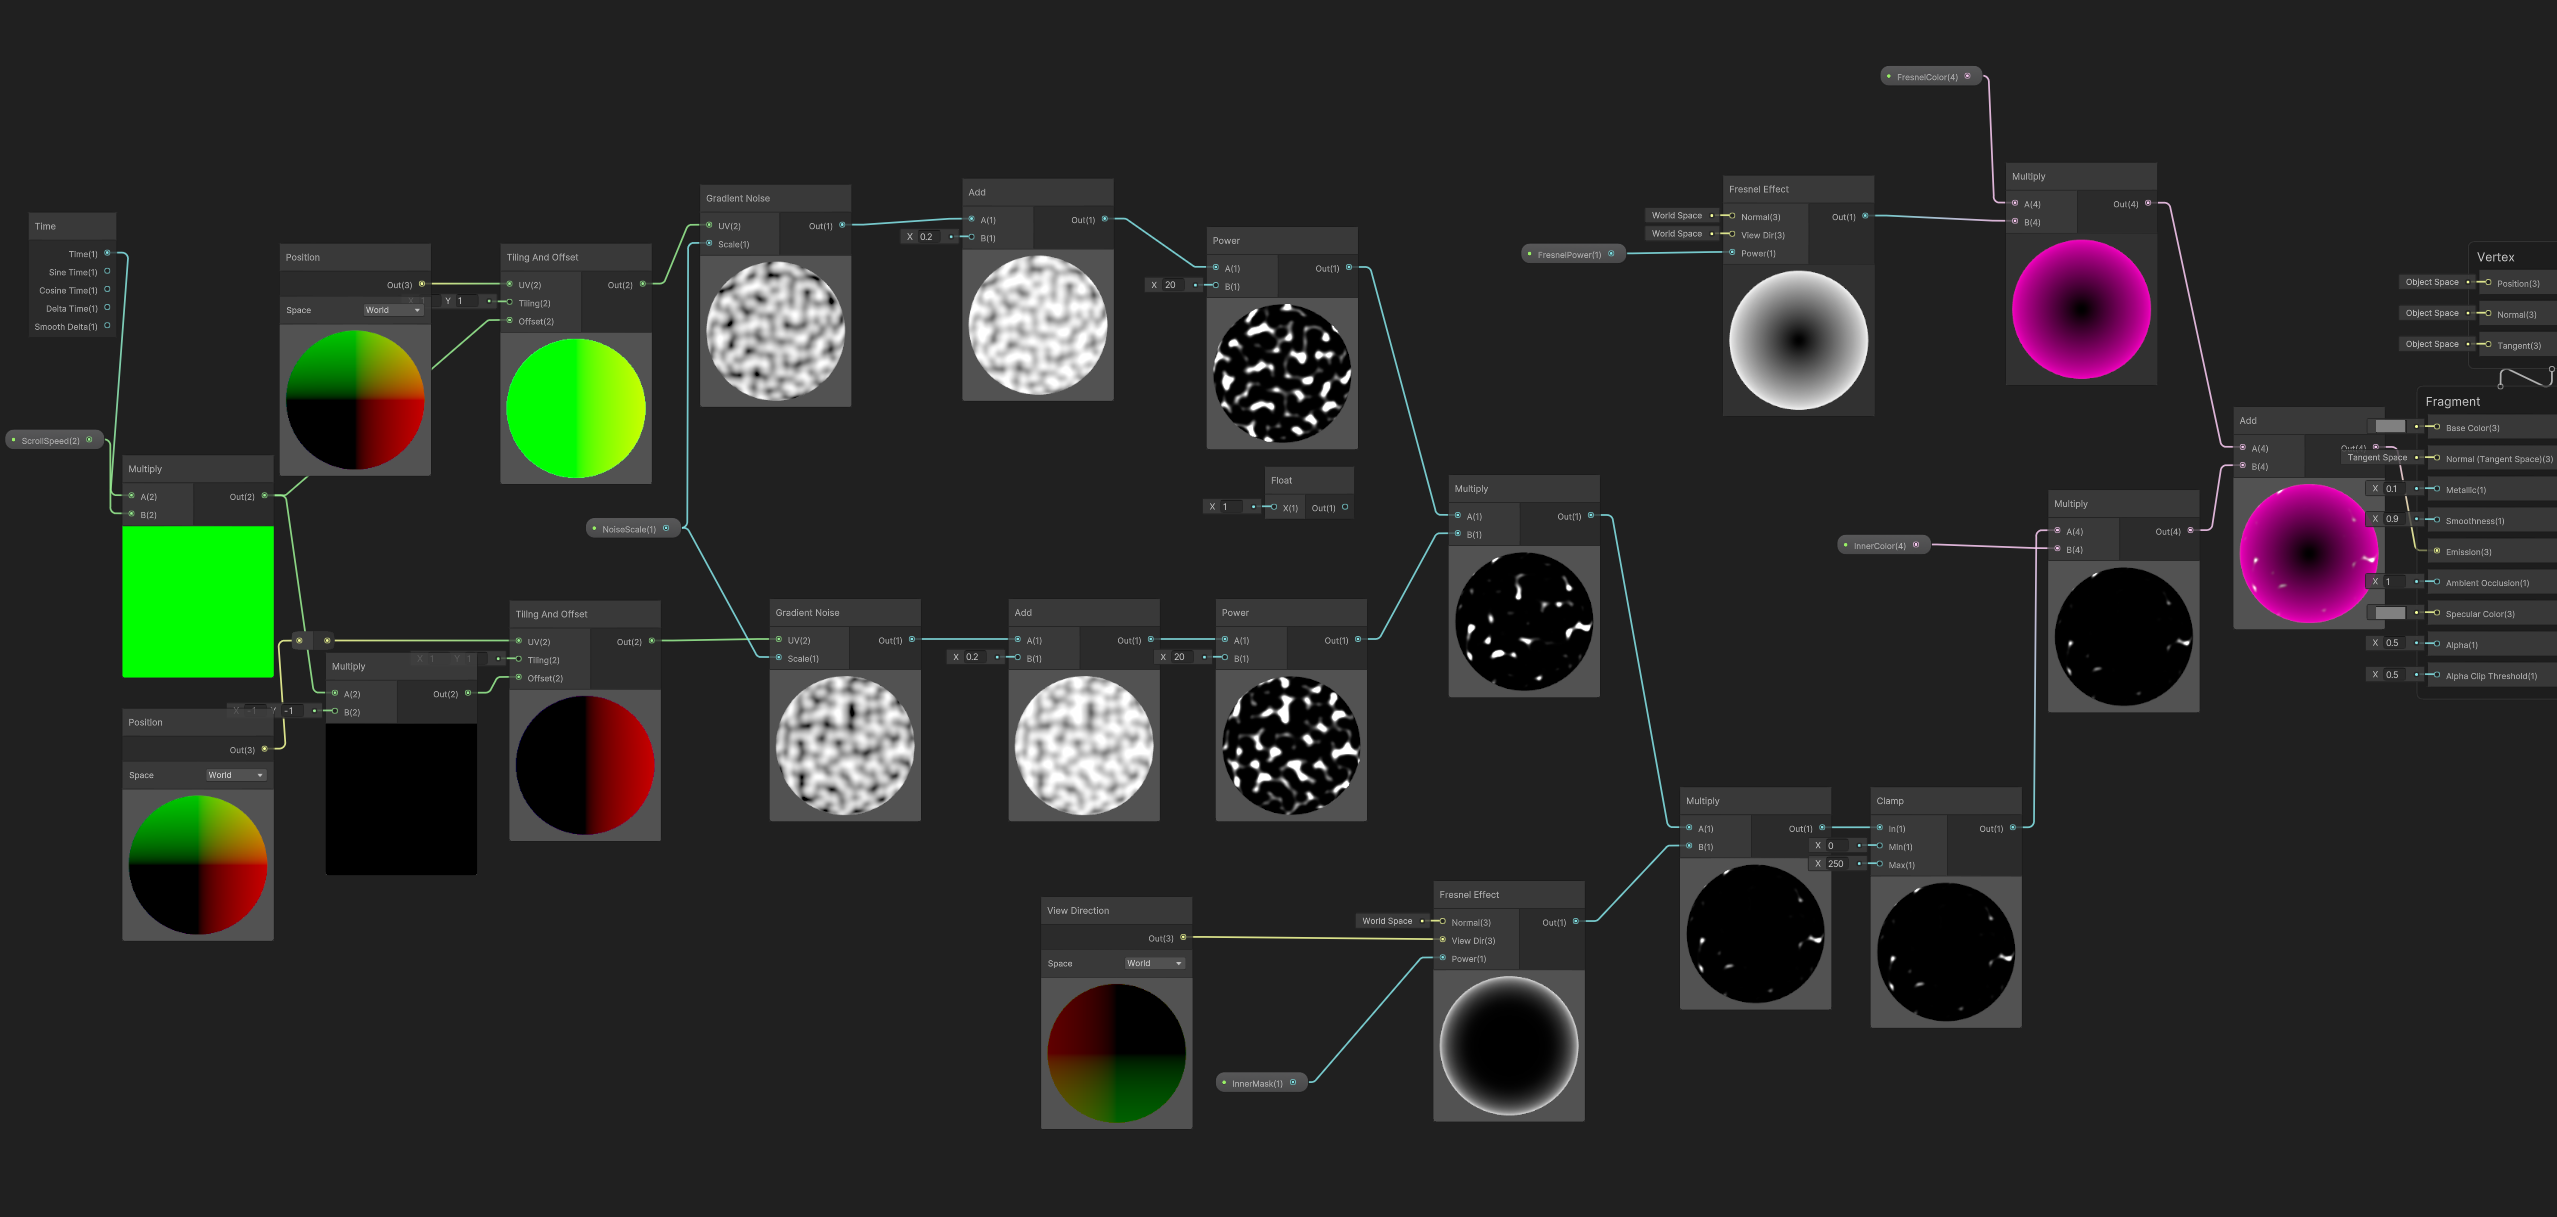 Time
Time(1)
Sine Time(1)
Cosine Time(1)
Delta Time(1)
Smooth Delta(1)
ScrollSpeed(2)
Multiply
A(2)
Out(2)
B(2)
Position
Out(3)
Space
World
Position
Out(3)
Space
World
Multiply
A(2)
Out(2)
B(2)
X -1 Y -1
Tiling And Offset
UV(2)
Out(2)
Y 1
Tiling(2)
Offset(2)
Tiling And Offset
UV(2)
Out(2)
X 1 Y 1
Tiling(2)
Offset(2)
NoiseScale(1)
Gradient Noise
UV(2)
Out(1)
Scale(1)
Add
A(1)
Out(1)
X 0.2
B(1)
Power
A(1)
Out(1)
X 20
B(1)
Float
X 1
X(1)
Out(1)
Gradient Noise
UV(2)
Out(1)
Scale(1)
Add
A(1)
Out(1)
X 0.2
B(1)
Power
A(1)
Out(1)
X 20
B(1)
Multiply
A(1)
Out(1)
B(1)
View Direction
Out(3)
Space
World
InnerMask(1)
Fresnel Effect
World Space
Normal(3)
Out(1)
View Dir(3)
Power(1)
Multiply
A(1)
Out(1)
B(1)
Clamp
In(1)
Out(1)
X 0
Min(1)
X 250
Max(1)
FresnelPower(1)
Fresnel Effect
World Space
Normal(3)
Out(1)
World Space
View Dir(3)
Power(1)
FresnelColor(4)
Multiply
A(4)
Out(4)
B(4)
InnerColor(4)
Multiply
A(4)
Out(4)
B(4)
Add
A(4)
Out(4)
B(4)
Vertex
Object Space
Position(3)
Object Space
Normal(3)
Object Space
Tangent(3)
Fragment
Base Color(3)
Tangent Space
Normal (Tangent Space)(3)
X 0.1
Metallic(1)
X 0.9
Smoothness(1)
Emission(3)
X 1
Ambient Occlusion(1)
Specular Color(3)
X 0.5
Alpha(1)
X 0.5
Alpha Clip Threshold(1)